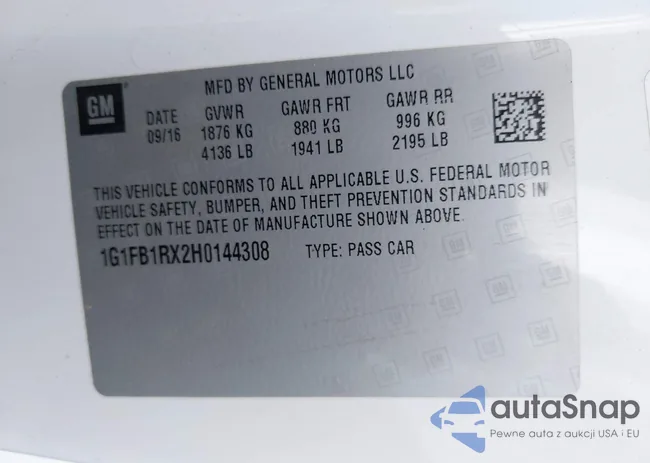 MFD BY GENERAL MOTORS LLC
GM
DATE GVWR GAWR FRT GAWR RR
09/16 1876 KG 880 KG 996 KG
4136 LB 1941 LB 2195 LB
THIS VEHICLE CONFORMS TO ALL APPLICABLE U.S. FEDERAL MOTOR
VEHICLE SAFETY, BUMPER, AND THEFT PREVENTION STANDARDS IN
EFFECT ON THE DATE OF MANUFACTURE SHOWN ABOVE.
1G1FB1RX2H0144308 TYPE: PASS CAR
autaSnap
Pewne auta z aukcji USA i EU